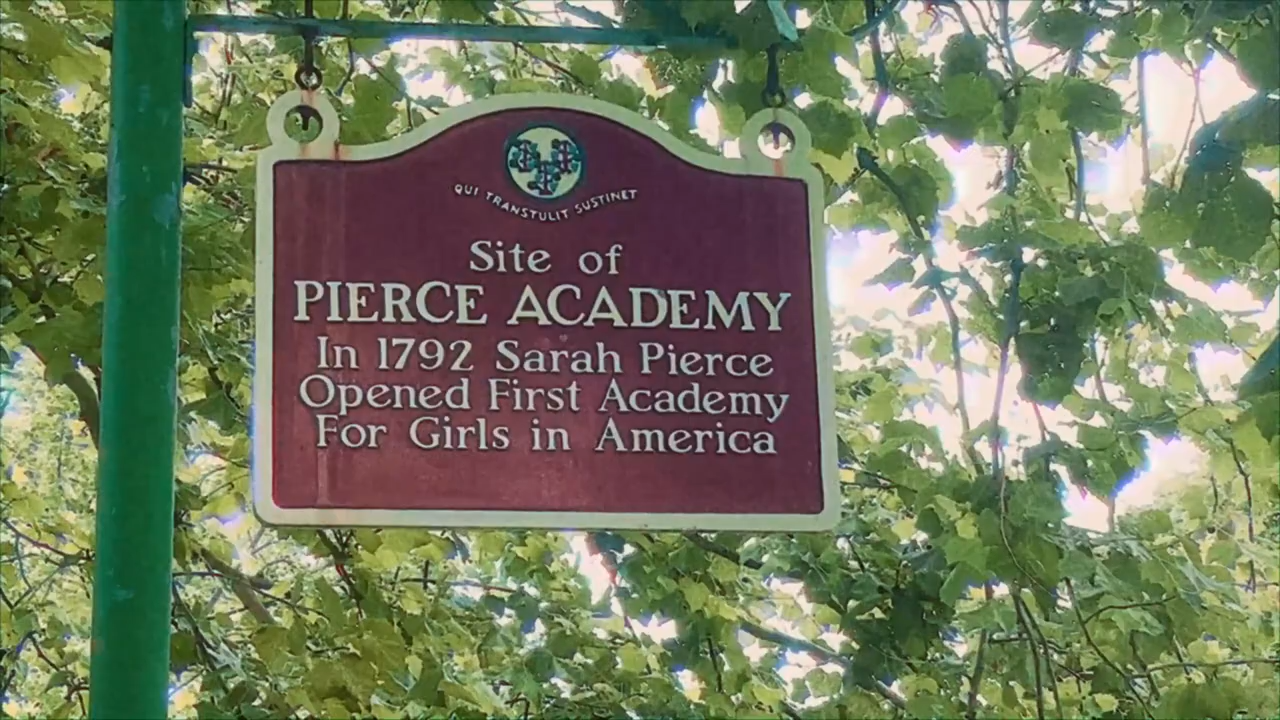 QUI TRANSTULIT SUSTINET
Site of
PIERCE ACADEMY
In 1792 Sarah Pierce
Opened First Academy
For Girls in America